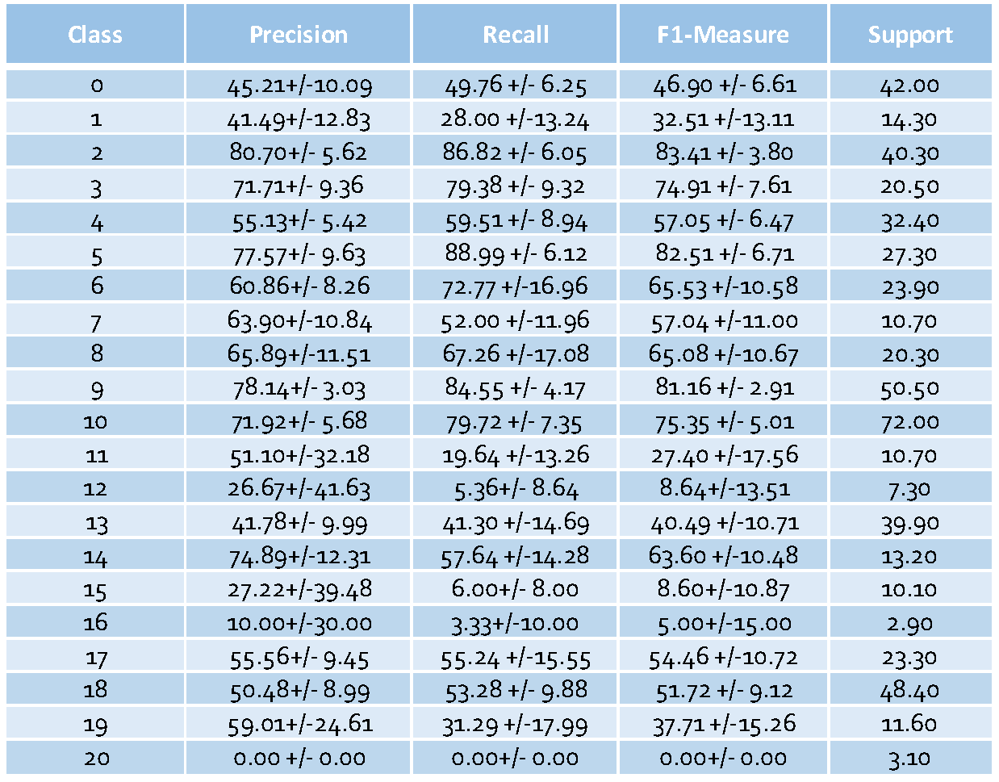 Class Precision Recall F1-Measure Support
0 45.21+/-10.09 49.76 +/- 6.25 46.90 +/- 6.61 42.00
1 41.49+/-12.83 28.00 +/-13.24 32.51 +/-13.11 14.30
2 80.70+/- 5.62 86.82 +/- 6.05 83.41 +/- 3.80 40.30
3 71.71+/- 9.36 79.38 +/- 9.32 74.91 +/- 7.61 20.50
4 55.13+/- 5.42 59.51 +/- 8.94 57.05 +/- 6.47 32.40
5 77.57+/- 9.63 88.99 +/- 6.12 82.51 +/- 6.71 27.30
6 60.86+/- 8.26 72.77 +/-16.96 65.53 +/-10.58 23.90
7 63.90+/-10.84 52.00 +/-11.96 57.04 +/-11.00 10.70
8 65.89+/-11.51 67.26 +/-17.08 65.08 +/-10.67 20.30
9 78.14+/- 3.03 84.55 +/- 4.17 81.16 +/- 2.91 50.50
10 71.92+/- 5.68 79.72 +/- 7.35 75.35 +/- 5.01 72.00
11 51.10+/-32.18 19.64 +/-13.26 27.40 +/-17.56 10.70
12 26.67+/-41.63 5.36+/- 8.64 8.64+/-13.51 7.30
13 41.78+/- 9.99 41.30 +/-14.69 40.49 +/-10.71 39.90
14 74.89+/-12.31 57.64 +/-14.28 63.60 +/-10.48 13.20
15 27.22+/-39.48 6.00+/- 8.00 8.60+/-10.87 10.10
16 10.00+/-30.00 3.33+/-10.00 5.00+/-15.00 2.90
17 55.56+/- 9.45 55.24 +/-15.55 54.46 +/-10.72 23.30
18 50.48+/- 8.99 53.28 +/- 9.88 51.72 +/- 9.12 48.40
19 59.01+/-24.61 31.29 +/-17.99 37.71 +/-15.26 11.60
20 0.00 +/- 0.00 0.00+/- 0.00 0.00+/- 0.00 3.10